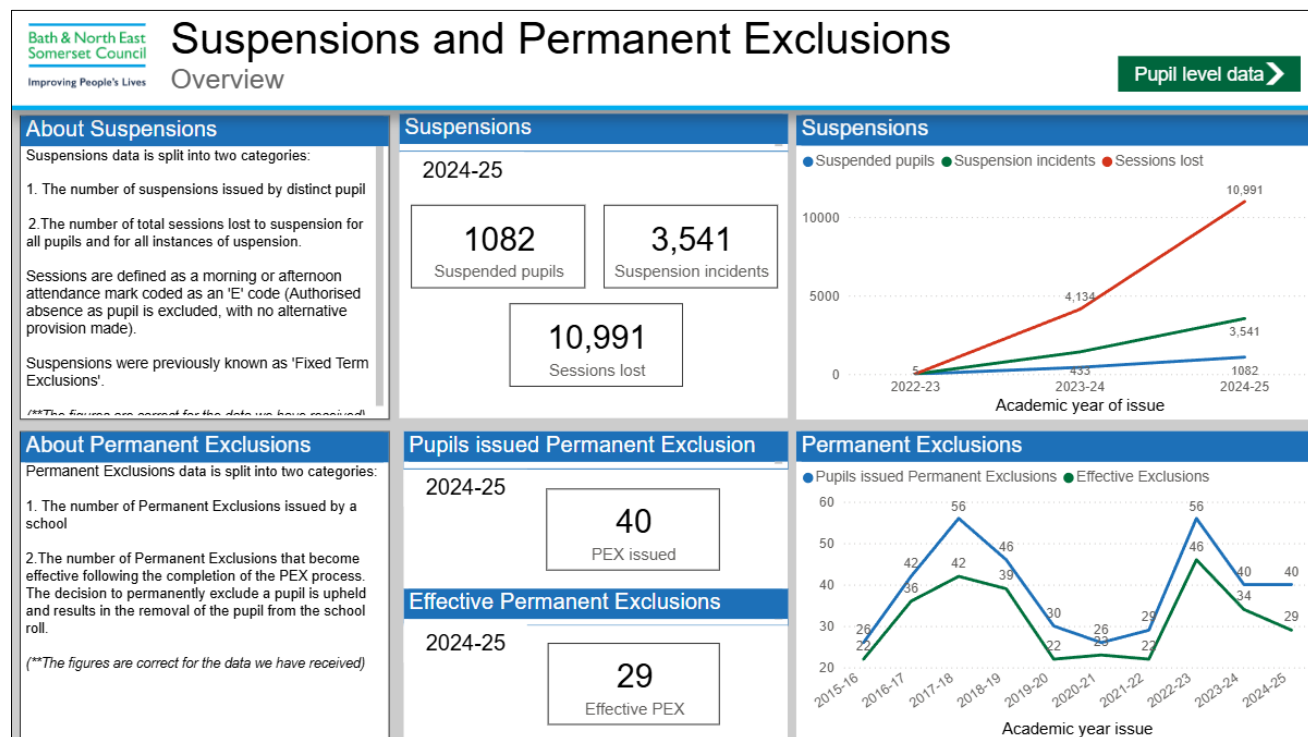 Bath & North East
Somerset Council
Improving People's Lives
Suspensions and Permanent Exclusions
Overview
Pupil level data
About Suspensions
Suspensions data is split into two categories:
1. The number of suspensions issued by distinct pupil
2.The number of total sessions lost to suspension for
all pupils and for all instances of uspension.
Sessions are defined as a morning or afternoon
attendance mark coded as an 'E' code (Authorised
absence as pupil is excluded, with no alternative
provision made).
Suspensions were previously known as 'Fixed Term
Exclusions'.
(**The figures are correct for the data we have received)
Suspensions
2024-25
1082
Suspended pupils
3,541
Suspension incidents
10,991
Sessions lost
Suspensions
Suspended pupils Suspension incidents Sessions lost
10000
5000
0
10,991
4,134
3,541
5
433
1082
2022-23 2023-24 2024-25
Academic year of issue
About Permanent Exclusions
Permanent Exclusions data is split into two categories:
1. The number of Permanent Exclusions issued by a
school
2.The number of Permanent Exclusions that become
effective following the completion of the PEX process.
The decision to permanently exclude a pupil is upheld
and results in the removal of the pupil from the school
roll.
(**The figures are correct for the data we have received)
Pupils issued Permanent Exclusion
2024-25
40
PEX issued
Effective Permanent Exclusions
2024-25
29
Effective PEX
Permanent Exclusions
Pupils issued Permanent Exclusions Effective Exclusions
60
50
40
30
20
26 42 56 46 30 26 29 56 40 40
22 36 42 39 22 23 22 46 34 29
2015-16 2016-17 2017-18 2018-19 2019-20 2020-21 2021-22 2022-23 2023-24 2024-25
Academic year issue